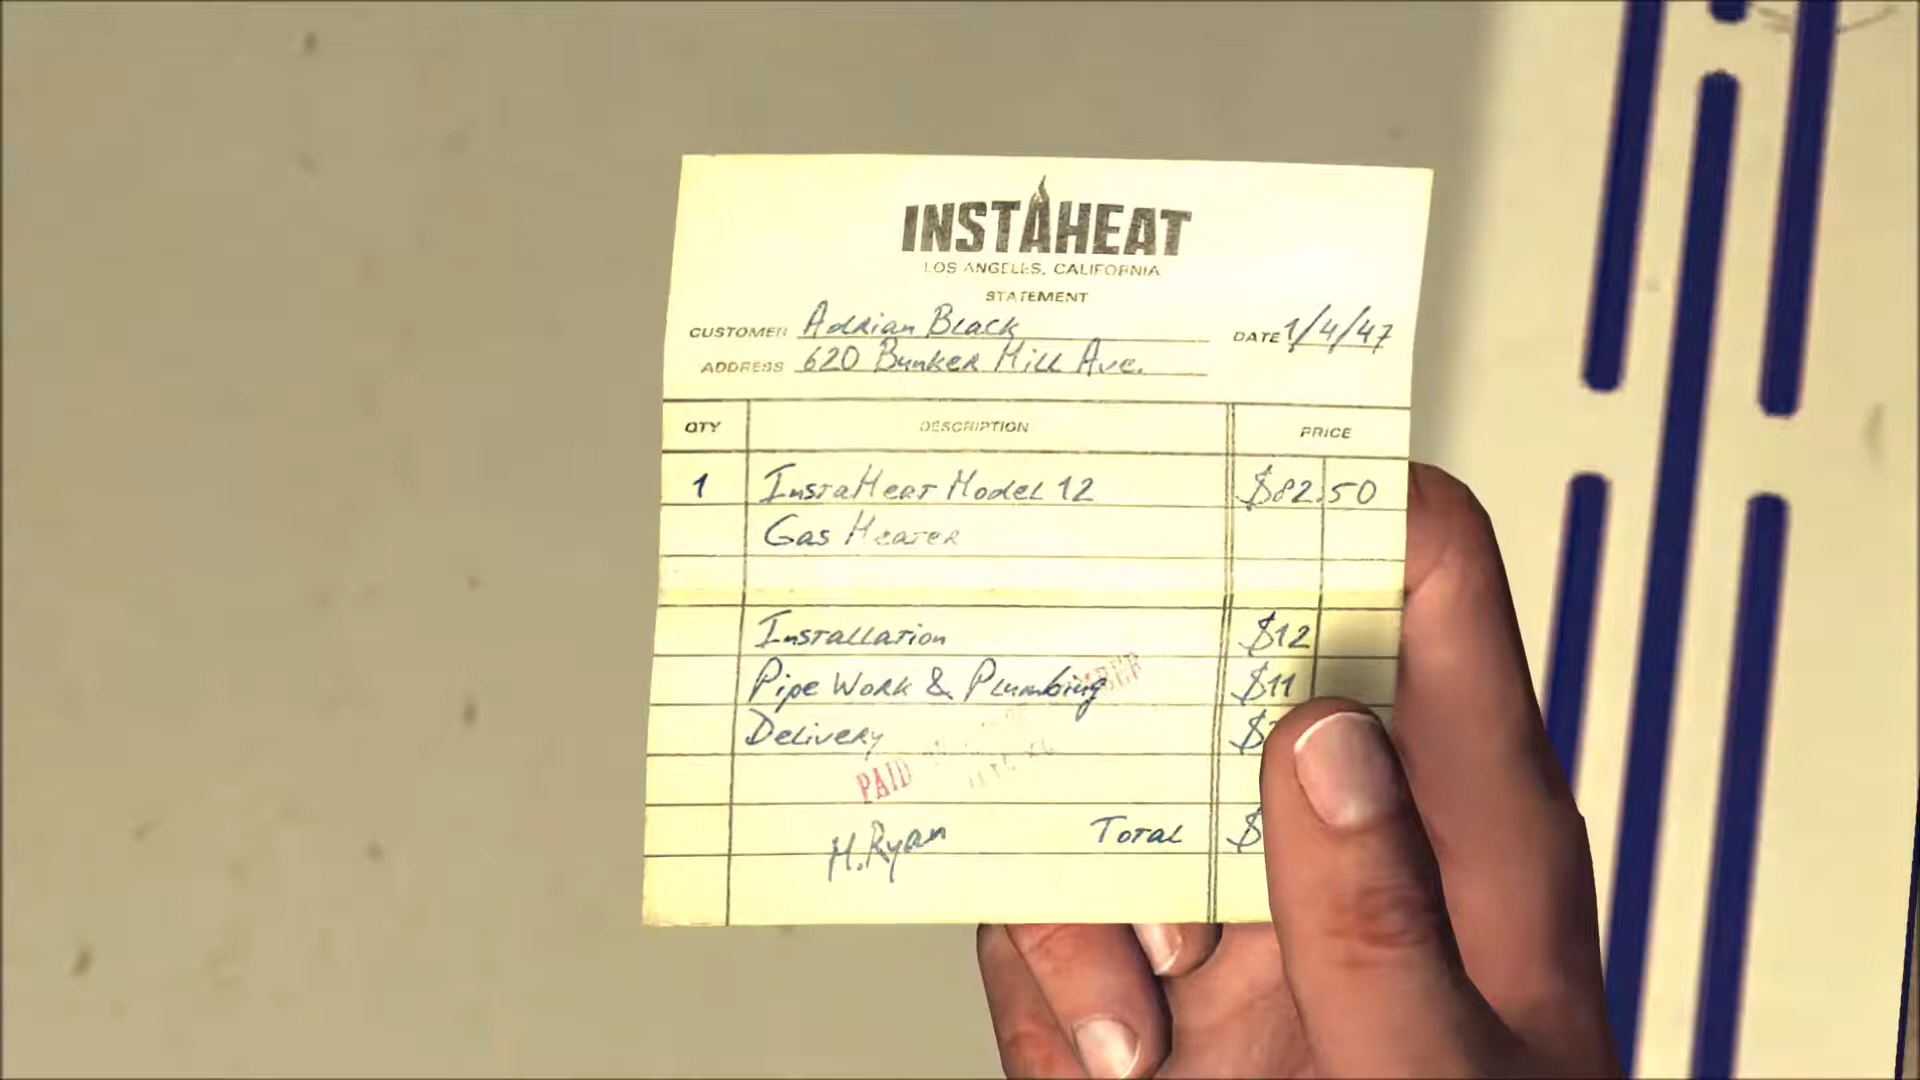 INSTAHEAT
LOS ANGELES, CALIFORNIA
STATEMENT
CUSTOMER Adrian Black DATE 1/4/47
ADDRESS 620 Bunker Hill Ave.
QTY DESCRIPTION PRICE
1 InstaHeat Model 12 $82.50
Gas Heater
Installation $12
Pipe Work & Plumbing $11
Delivery $
PAID
H. Ryan Total $